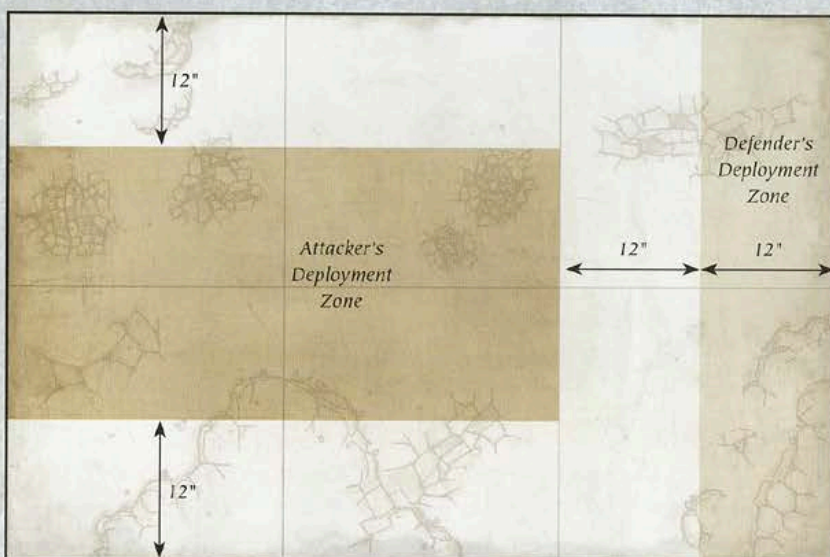 12"
Defender's
Deployment
Zone
Attacker's
Deployment
Zone
12"
12"
12"